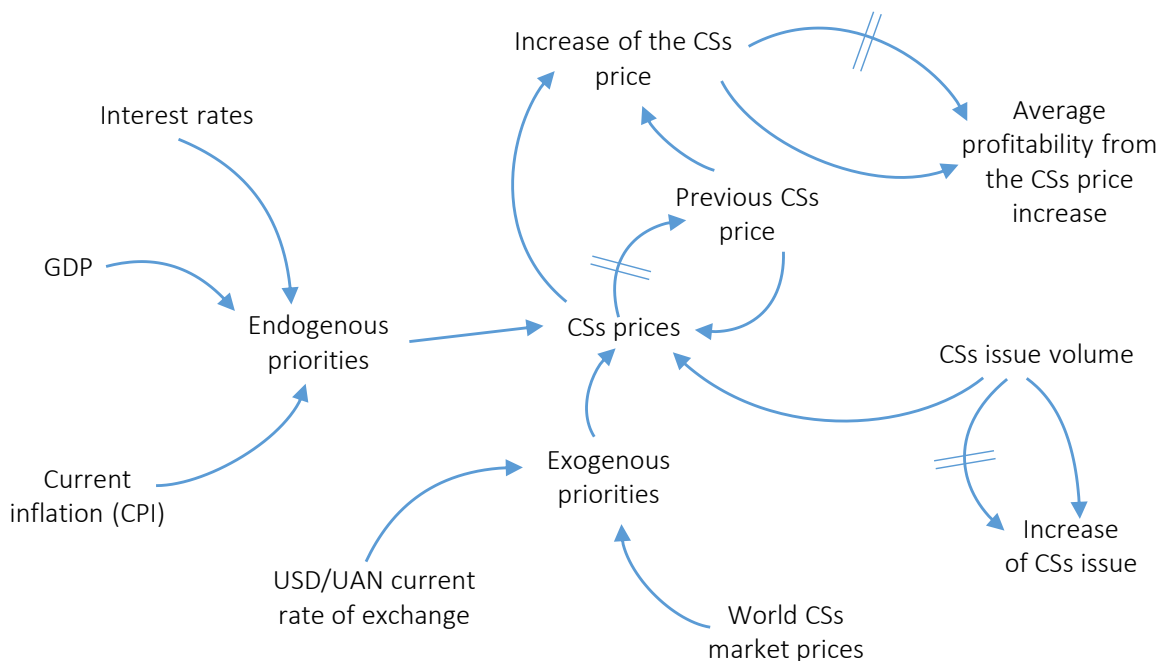 Increase of the CSs
price
Interest rates
Average
profitability from
the CSs price
increase
Previous CSs
price
GDP
Endogenous
priorities
CSs prices
CSs issue volume
Exogenous
priorities
Current
inflation (CPI)
Increase
of CSs issue
USD/UAN current
rate of exchange
World CSs
market prices